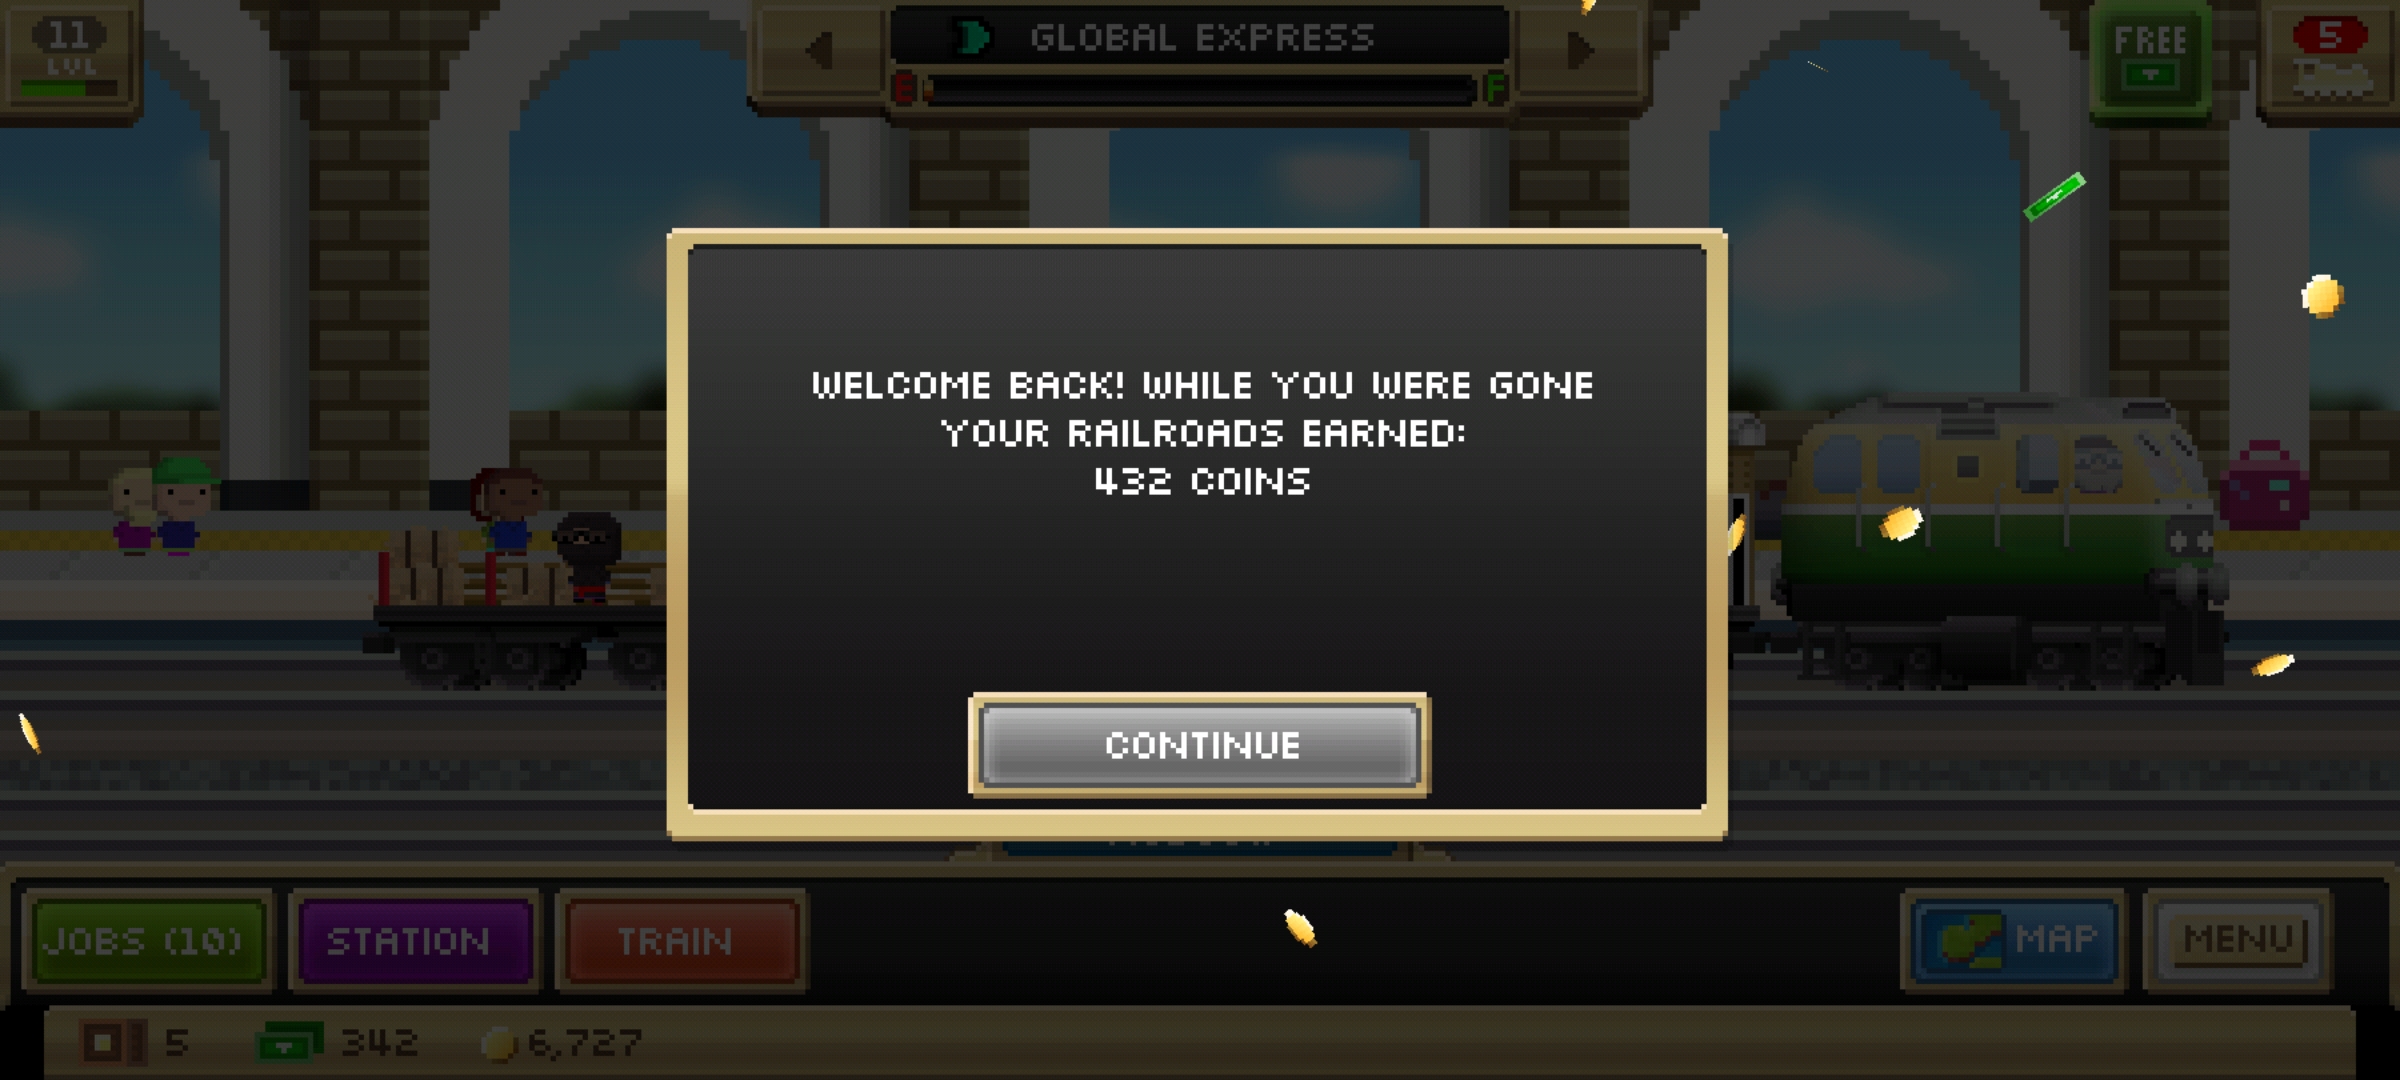 11
LVL
GLOBAL EXPRESS
E F
FREE
5
WELCOME BACK! WHILE YOU WERE GONE
YOUR RAILROADS EARNED:
432 COINS
CONTINUE
JOBS (10)
STATION
TRAIN
MAP
MENU
5
342
6,727